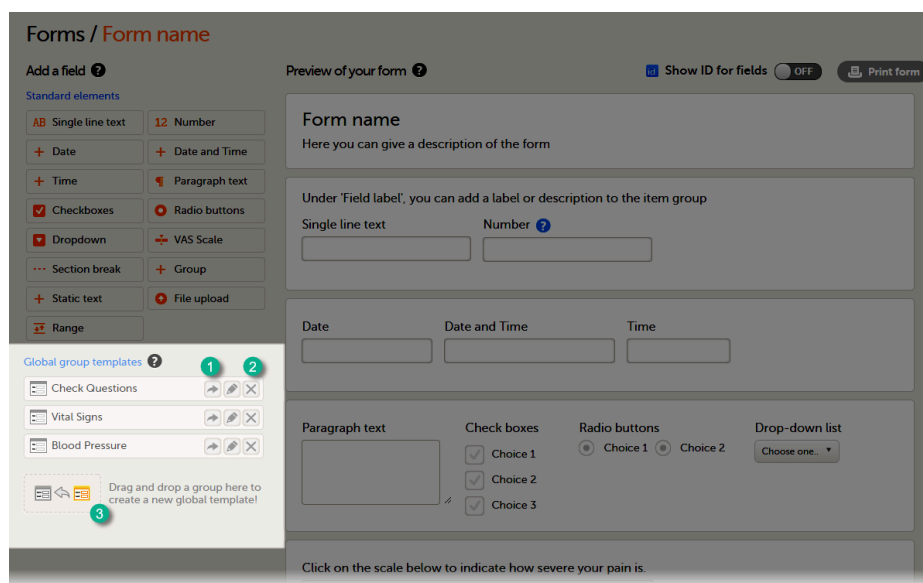 Forms / Form name
Add a field ?
Standard elements
AB Single line text
12 Number
+ Date
+ Date and Time
+ Time
¶ Paragraph text
Checkboxes
Radio buttons
Dropdown
VAS Scale
Section break
+ Group
+ Static text
File upload
Range
Global group templates ?
1
2
Check Questions
Vital Signs
Blood Pressure
Drag and drop a group here to
create a new global template!
3
Preview of your form ?
id Show ID for fields OFF
Print form
Form name
Here you can give a description of the form
Under 'Field label', you can add a label or description to the item group
Single line text
Number ?
Date
Date and Time
Time
Paragraph text
Check boxes
Choice 1
Choice 2
Choice 3
Radio buttons
Choice 1
Choice 2
Drop-down list
Choose one..
Click on the scale below to indicate how severe your pain is.